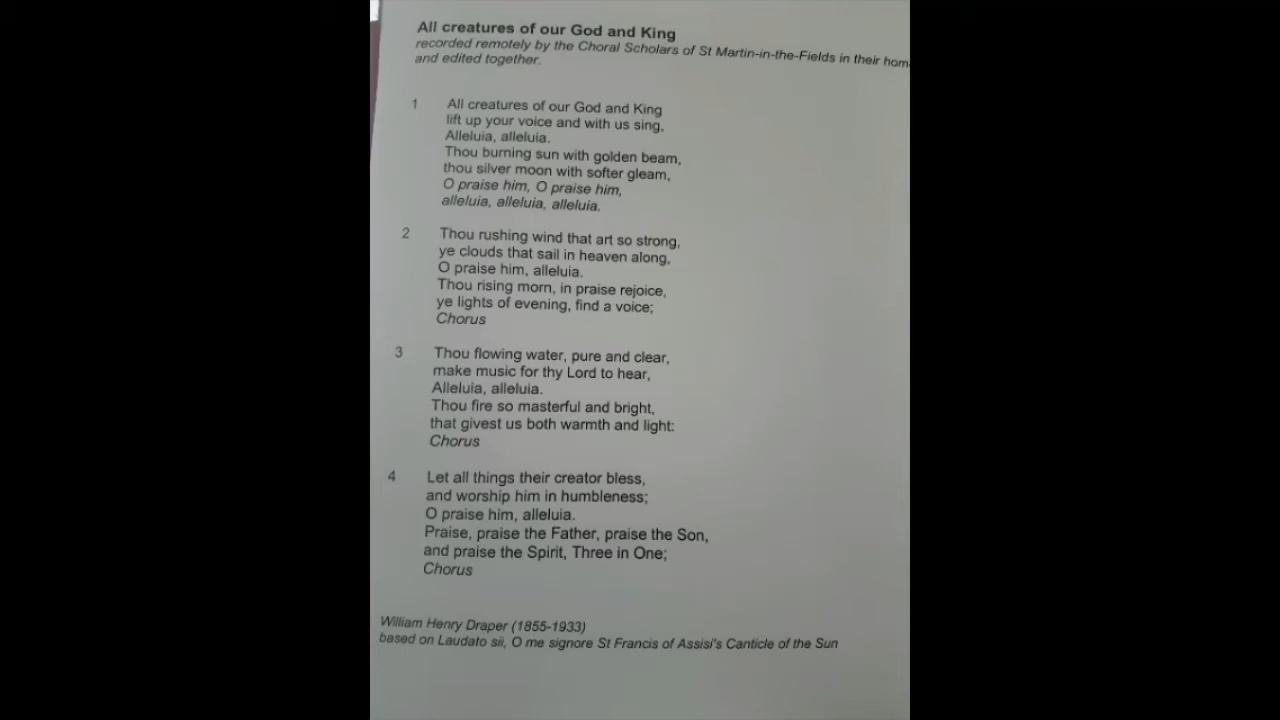 All creatures of our God and King
recorded remotely by the Choral Scholars of St Martin-in-the-Fields in their hom
and edited together.
1 All creatures of our God and King
lift up your voice and with us sing,
Alleluia, alleluia.
Thou burning sun with golden beam,
thou silver moon with softer gleam,
O praise him, O praise him,
alleluia, alleluia, alleluia.
2 Thou rushing wind that art so strong,
ye clouds that sail in heaven along,
O praise him, alleluia.
Thou rising morn, in praise rejoice,
ye lights of evening, find a voice;
Chorus
3 Thou flowing water, pure and clear,
make music for thy Lord to hear,
Alleluia, alleluia.
Thou fire so masterful and bright,
that givest us both warmth and light:
Chorus
4 Let all things their creator bless,
and worship him in humbleness;
O praise him, alleluia.
Praise, praise the Father, praise the Son,
and praise the Spirit, Three in One;
Chorus
William Henry Draper (1855-1933)
based on Laudato sii, O me signore St Francis of Assisi's Canticle of the Sun